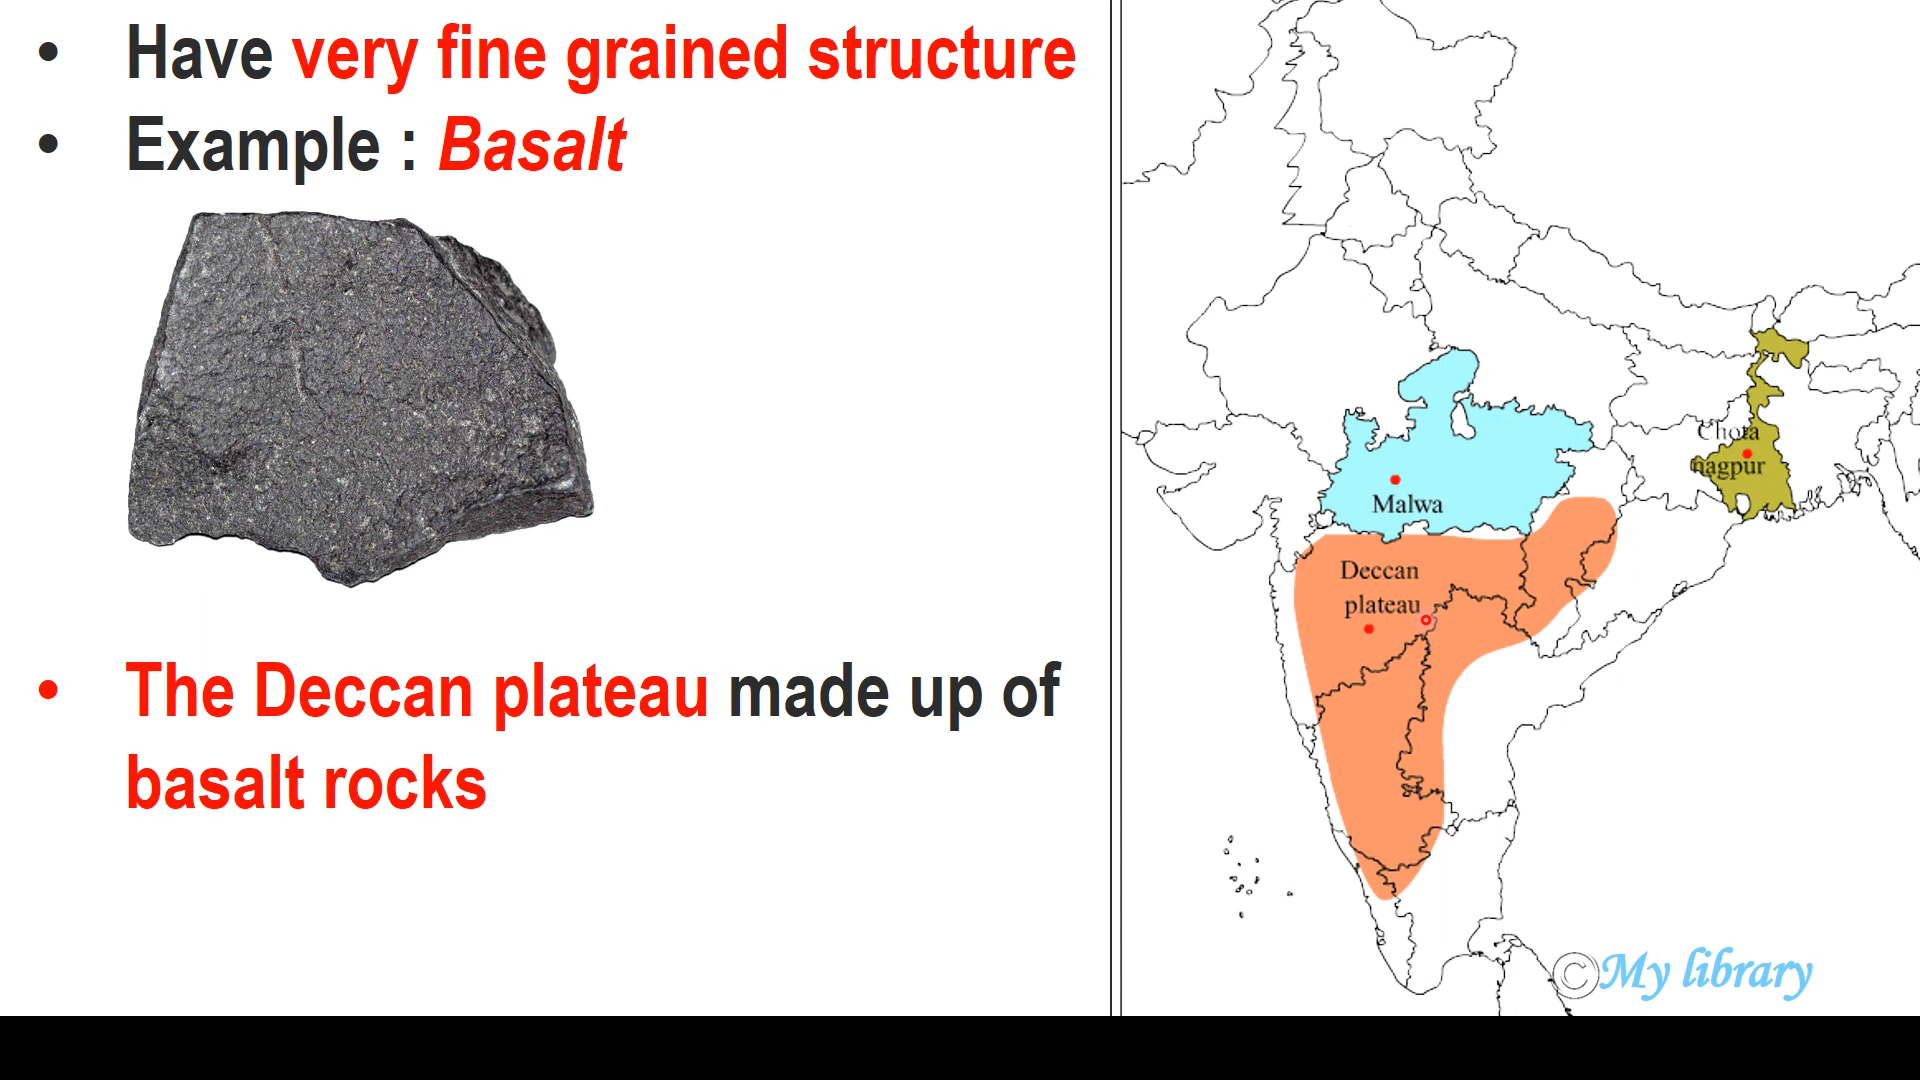 • Have very fine grained structure
• Example : Basalt
• The Deccan plateau made up of
basalt rocks
Chota
nagpur
Malwa
Deccan
plateau
©My library